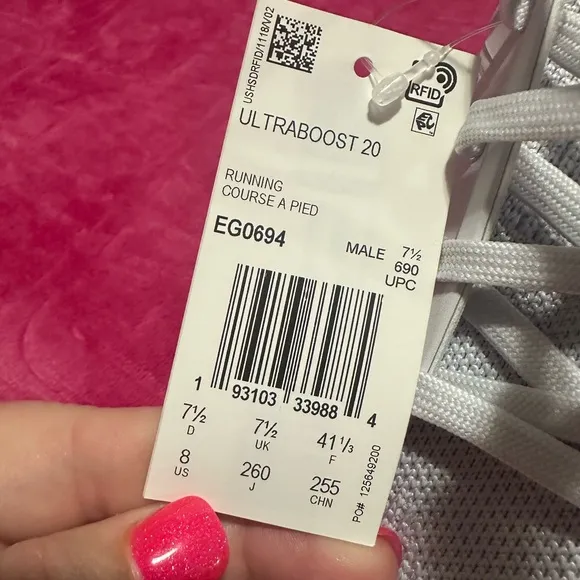 USHSDRFID/1118/V02
RFID
ULTRABOOST 20
RUNNING
COURSE A PIED
EG0694
MALE 7½
690
UPC
1 93103 33988 4
7½ 7½ 41⅓
D UK F
8 260 255
US J CHN
PO# 125649200